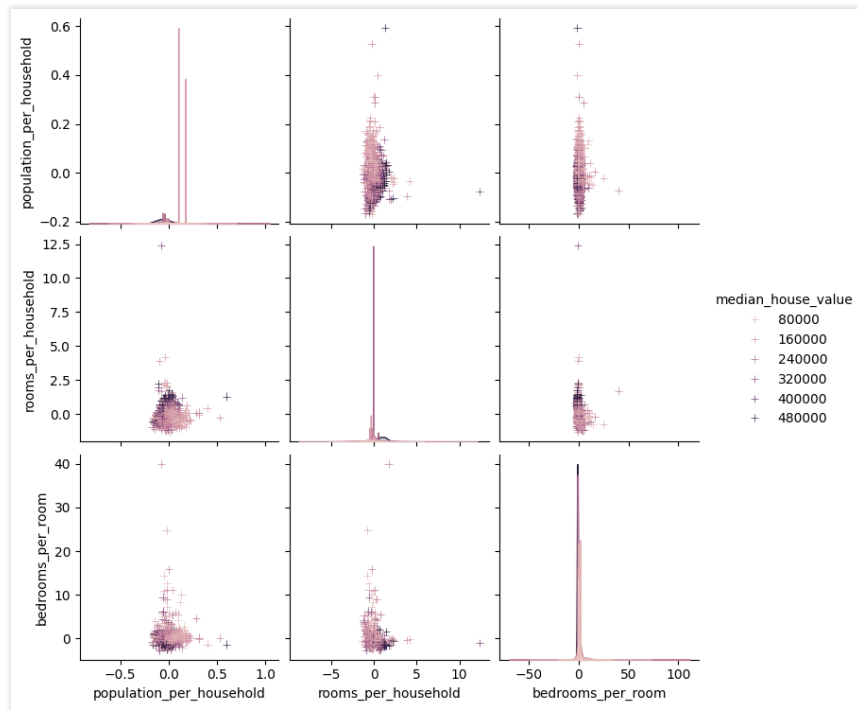 population_per_household
0.6
0.4
0.2
0.0
−0.2
rooms_per_household
12.5
10.0
7.5
5.0
2.5
0.0
bedrooms_per_room
40
30
20
10
0
−0.5 0.0 0.5 1.0
population_per_household
0 5 10
rooms_per_household
−50 0 50 100
bedrooms_per_room
median_house_value
80000
160000
240000
320000
400000
480000